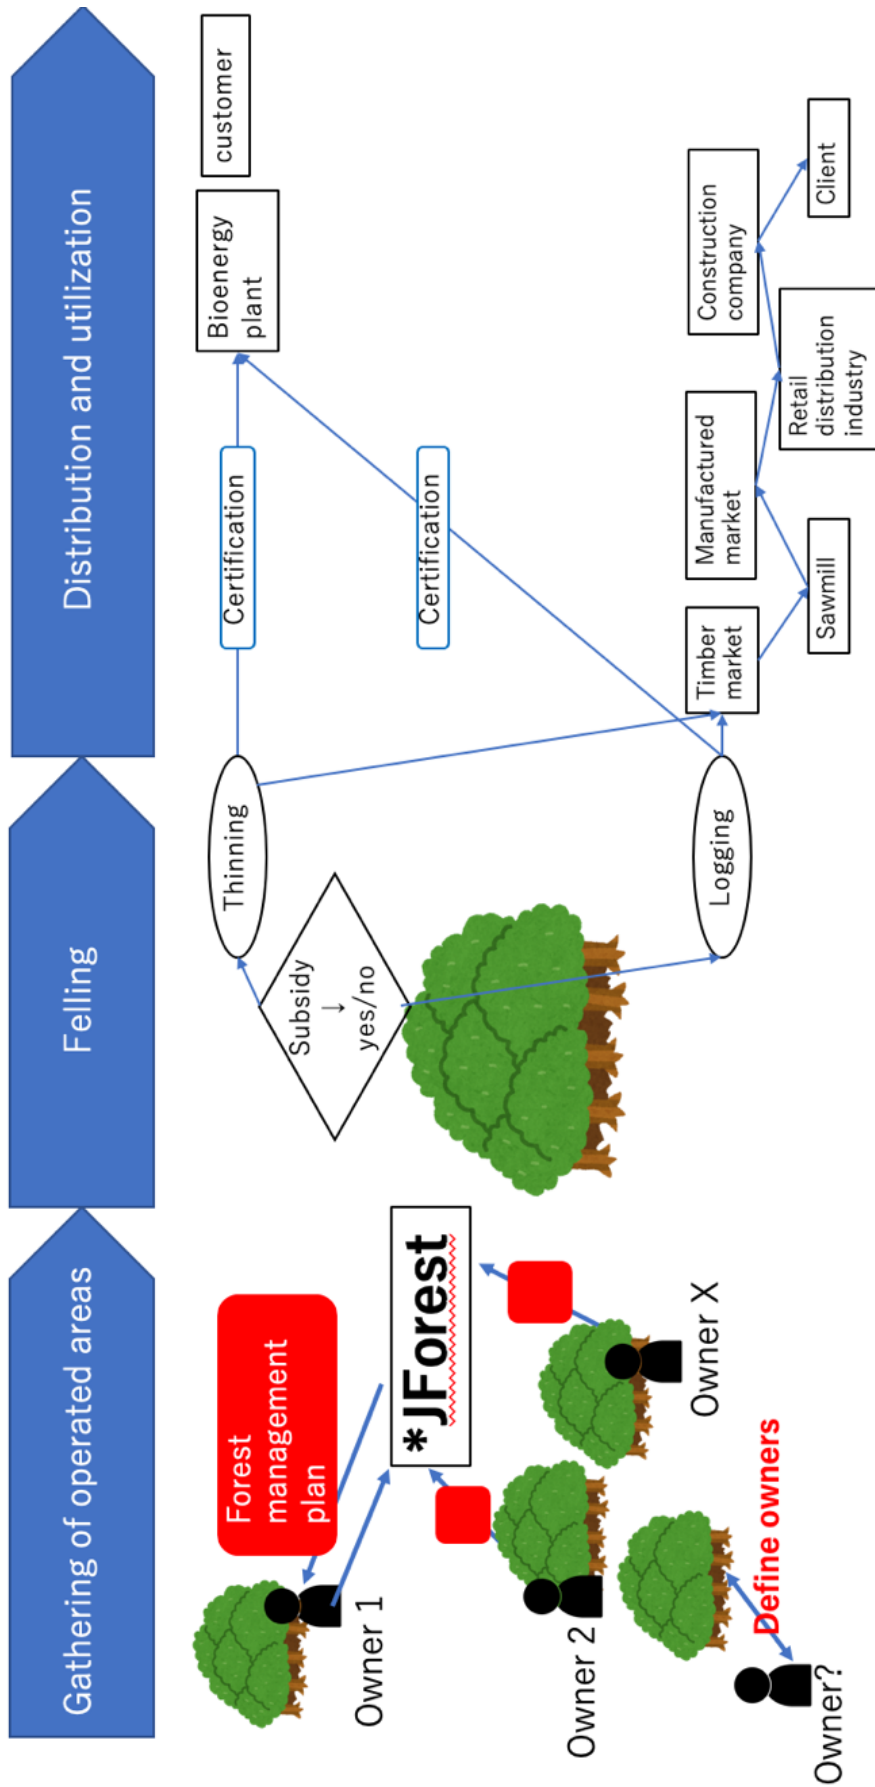 Gathering of operated areas
Felling
Distribution and utilization
Forest
management
plan
Owner 1
*JForest
Owner 2
Owner X
Define owners
Owner?
Subsidy
↓
yes/no
Thinning
Logging
Certification
Certification
Bioenergy
plant
customer
Timber
market
Sawmill
Manufactured
market
Retail
distribution
industry
Construction
company
Client